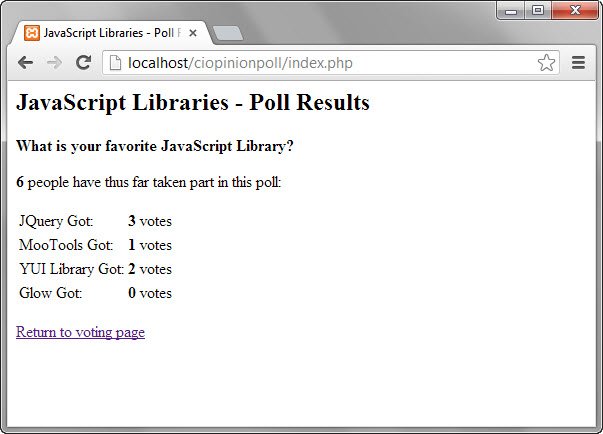 JavaScript Libraries - Poll R
localhost/ciopinionpoll/index.php
JavaScript Libraries - Poll Results
What is your favorite JavaScript Library?
6 people have thus far taken part in this poll:
JQuery Got: 3 votes
MooTools Got: 1 votes
YUI Library Got: 2 votes
Glow Got: 0 votes
Return to voting page